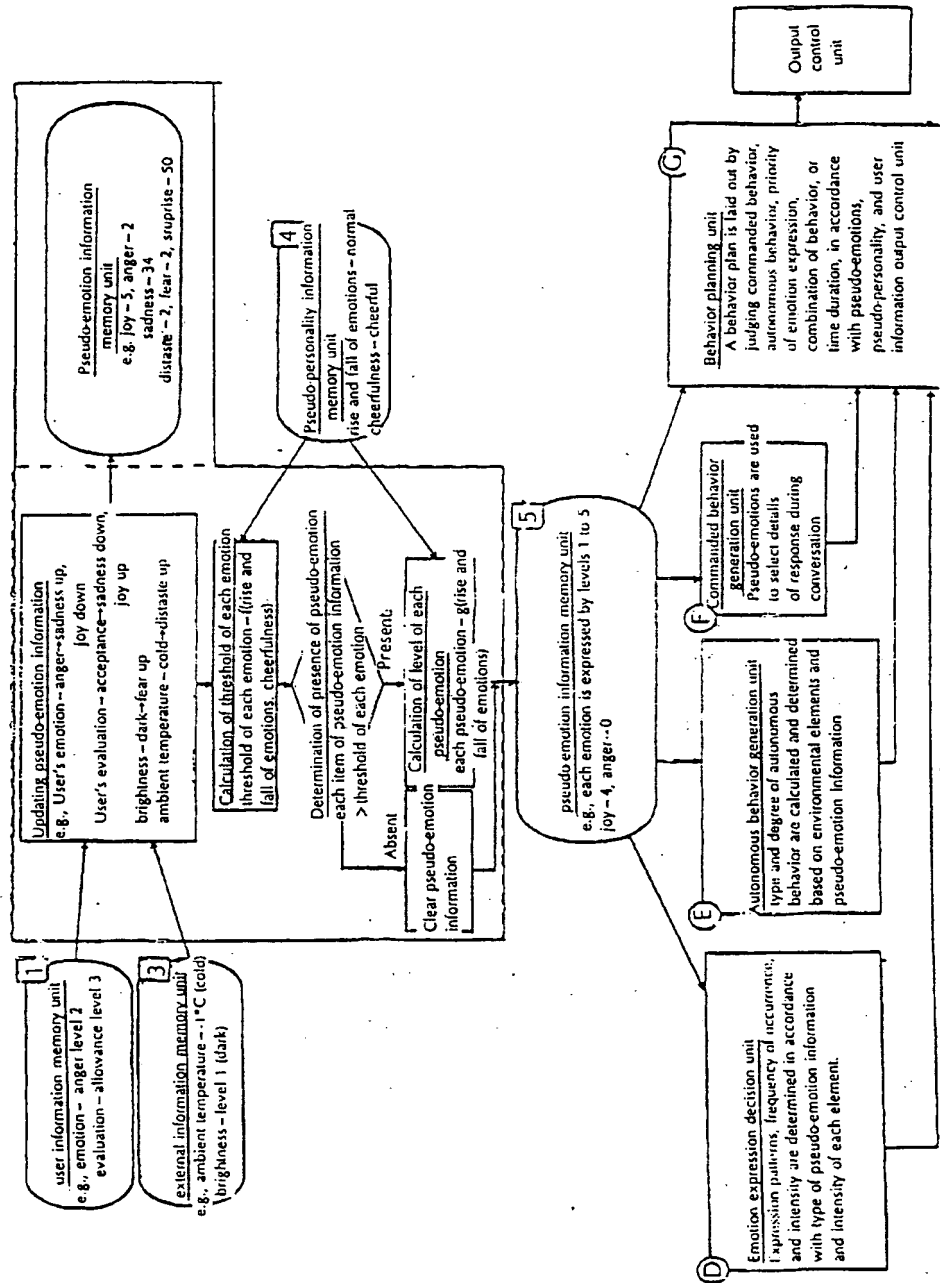 1
user information memory unit
e.g., emotion – anger level 2
evaluation – allowance level 3
3
external information memory unit
e.g., ambient temperature – -1°C (cold)
brightness – level 1 (dark)
Updating pseudo-emotion information
e.g., User's emotion – anger→sadness up,
joy down
User's evaluation – acceptance→sadness down,
joy up
brightness – dark→fear up
ambient temperature – cold→distaste up
Pseudo-emotion information
memory unit
e.g. joy – 5, anger – 2
sadness – 34
distaste – 2, fear – 2, sruprise – 50
Calculation of threshold of each emotion
threshold of each emotion – f(rise and
fall of emotions, cheerfulness)
4
Pseudo-personality information
memory unit
rise and fall of emotions – normal
cheerfulness – cheerful
Determination of presence of pseudo-emotion
each item of pseudo-emotion information
> threshold of each emotion
Absent
Present
Clear pseudo-emotion
information
Calculation of level of each
pseudo-emotion
each pseudo-emotion – g(rise and
fall of emotions)
5
pseudo emotion information memory unit
e.g., each emotion is expressed by levels 1 to 5
joy – 4, anger – 0
D
Emotion expression decision unit
Expression patterns, frequency of occurrence,
and intensity are determined in accordance
with type of pseudo-emotion information
and intensity of each element.
E
Autonomous behavior generation unit
type and degree of autonomous
behavior are calculated and determined
based on environmental elements and
pseudo-emotion information
F
Commanded behavior
generation unit
Pseudo-emotions are used
to select details
of response during
conversation
G
Behavior planning unit
A behavior plan is laid out by
judging commanded behavior,
autonomous behavior, priority
of emotion expression,
combination of behavior, or
time duration, in accordance
with pseudo-emotions,
pseudo-personality, and user
information output control unit
Output
control
unit